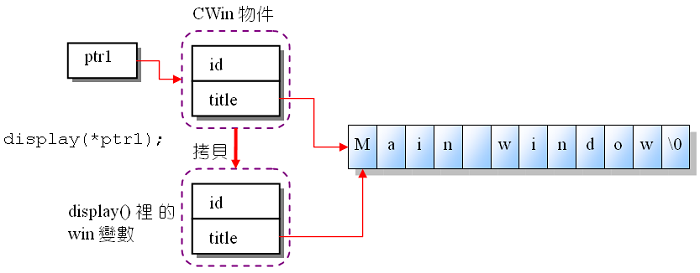 CWin 物件
ptr1
id
title
display(*ptr1);
拷貝
M a i n   w i n d o w \0
display() 裡 的
win 變數
id
title